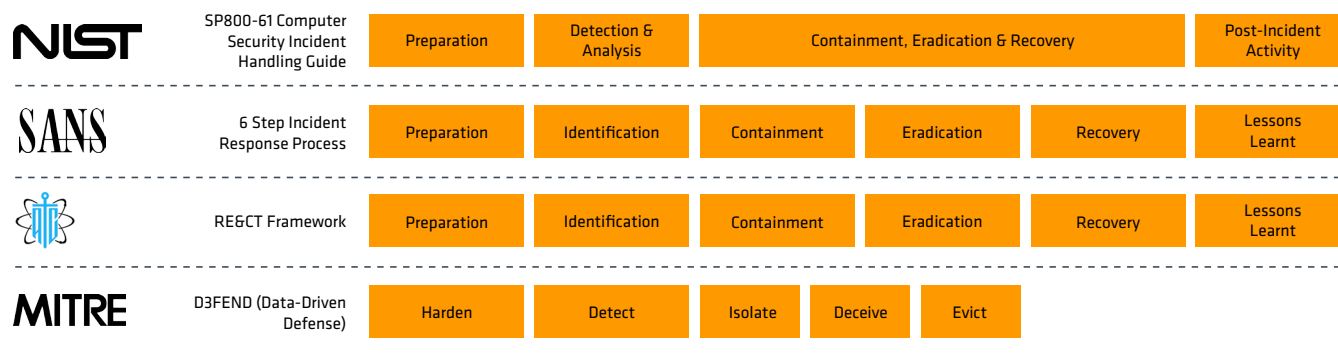 NIST
SP800-61 Computer
Security Incident
Handling Guide
Preparation
Detection &
Analysis
Containment, Eradication & Recovery
Post-Incident
Activity
SANS
6 Step Incident
Response Process
Preparation
Identification
Containment
Eradication
Recovery
Lessons
Learnt
ATC
RE&CT Framework
Preparation
Identification
Containment
Eradication
Recovery
Lessons
Learnt
MITRE
D3FEND (Data-Driven
Defense)
Harden
Detect
Isolate
Deceive
Evict